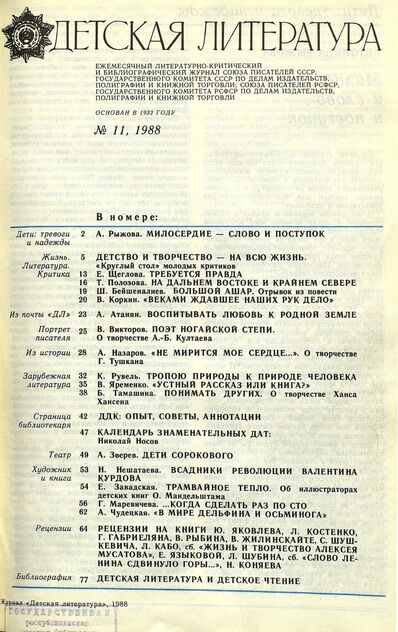 ДЕТСКАЯ ЛИТЕРАТУРА
ЕЖЕМЕСЯЧНЫЙ ЛИТЕРАТУРНО-КРИТИЧЕСКИЙ
И БИБЛИОГРАФИЧЕСКИЙ ЖУРНАЛ СОЮЗА ПИСАТЕЛЕЙ СССР,
ГОСУДАРСТВЕННОГО КОМИТЕТА СССР ПО ДЕЛАМ ИЗДАТЕЛЬСТВ,
ПОЛИГРАФИИ И КНИЖНОЙ ТОРГОВЛИ; СОЮЗА ПИСАТЕЛЕЙ РСФСР,
ГОСУДАРСТВЕННОГО КОМИТЕТА РСФСР ПО ДЕЛАМ ИЗДАТЕЛЬСТВ,
ПОЛИГРАФИИ И КНИЖНОЙ ТОРГОВЛИ
ОСНОВАН В 1932 ГОДУ
№ 11, 1988
В номере:
Дети: тревоги и надежды 2 А. Рыжова. МИЛОСЕРДИЕ — СЛОВО И ПОСТУПОК
Жизнь. Литература. Критика 5 ДЕТСТВО И ТВОРЧЕСТВО — НА ВСЮ ЖИЗНЬ.
«Круглый стол» молодых критиков
13 Е. Щеглова. ТРЕБУЕТСЯ ПРАВДА
16 Т. Полозова. НА ДАЛЬНЕМ ВОСТОКЕ И КРАЙНЕМ СЕВЕРЕ
19 Ш. Бейшеналиев. БОЛЬШОЙ АШАР. Отрывок из повести
20 В. Коркин. «ВЕКАМИ ЖДАВШЕЕ НАШИХ РУК ДЕЛО»
Из почты «ДЛ» 23 А. Атанян. ВОСПИТЫВАТЬ ЛЮБОВЬ К РОДНОЙ ЗЕМЛЕ
Портрет писателя 25 В. Викторов. ПОЭТ НОГАЙСКОЙ СТЕПИ.
О творчестве А.-Б. Култаева
Из истории 28 А. Назаров. «НЕ МИРИТСЯ МОЕ СЕРДЦЕ...». О творчестве
Г. Тушкана
Зарубежная литература 32 К. Рувель. ТРОПОЮ ПРИРОДЫ К ПРИРОДЕ ЧЕЛОВЕКА
35 В. Яременко. «УСТНЫЙ РАССКАЗ ИЛИ КНИГА?»
38 Б. Тамашина. ПОНИМАТЬ ДРУГИХ. О творчестве Ханса
Хансена
Страница библиотекаря 42 ДДК: ОПЫТ, СОВЕТЫ, АННОТАЦИИ
47 КАЛЕНДАРЬ ЗНАМЕНАТЕЛЬНЫХ ДАТ:
Николай Носов
Театр 49 А. Зверев. ДЕТИ СОРОКОВОГО
Художник и книга 53 Н. Нешатаева. ВСАДНИКИ РЕВОЛЮЦИИ ВАЛЕНТИНА
КУРДОВА
54 Е. Завадская. ТРАМВАЙНОЕ ТЕПЛО. Об иллюстраторах
детских книг О. Мандельштама
56 Г. Маревичева. ...КОГДА СДЕЛАТЬ РАЗ ПО СТО
62 А. Чудецкая. «В МИРЕ ДЕЛЬФИНА И ОСЬМИНОГА»
Рецензии 64 РЕЦЕНЗИИ НА КНИГИ Ю. ЯКОВЛЕВА, Л. КОСТЕНКО,
Г. ГАБРИЕЛЯНА, В. РЫБИНА, В. ЖИЛИНСКАЙТЕ, С. ШУШ-
КЕВИЧА, Л. КАБО, сб. «ЖИЗНЬ И ТВОРЧЕСТВО АЛЕКСЕЯ
МУСАТОВА», Е. ЯЗЫКОВОЙ, Л. ШУБИНА, сб. «СЛОВО ЛЕ-
НИНА СДВИНУЛО ГОРЫ...», Н. КОНЯЕВА
Библиография 77 ДЕТСКАЯ ЛИТЕРАТУРА И ДЕТСКОЕ ЧТЕНИЕ
Журнал «Детская литература», 1988
ГОСУДАРСТВЕННАЯ
республиканская